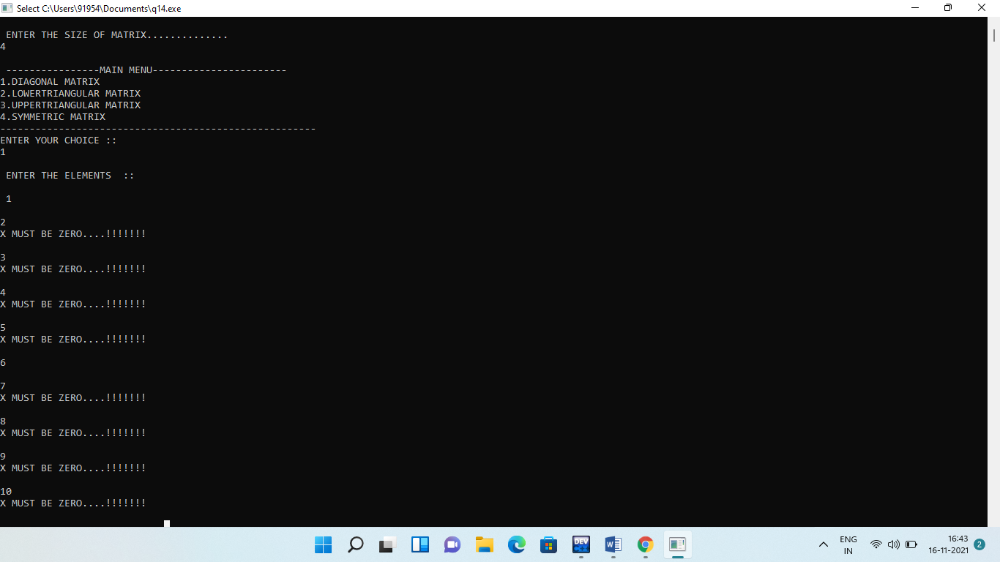 Select C:\Users\91954\Documents\q14.exe
ENTER THE SIZE OF MATRIX..............
4
----------------MAIN MENU-----------------------
1.DIAGONAL MATRIX
2.LOWERTRIANGULAR MATRIX
3.UPPERTRIANGULAR MATRIX
4.SYMMETRIC MATRIX
------------------------------------------------------
ENTER YOUR CHOICE ::
1
ENTER THE ELEMENTS  ::
1
2
X MUST BE ZERO....!!!!!!!
3
X MUST BE ZERO....!!!!!!!
4
X MUST BE ZERO....!!!!!!!
5
X MUST BE ZERO....!!!!!!!
6
7
X MUST BE ZERO....!!!!!!!
8
X MUST BE ZERO....!!!!!!!
9
X MUST BE ZERO....!!!!!!!
10
X MUST BE ZERO....!!!!!!!
DEV
W
ENG
IN
16:43
16-11-2021
2